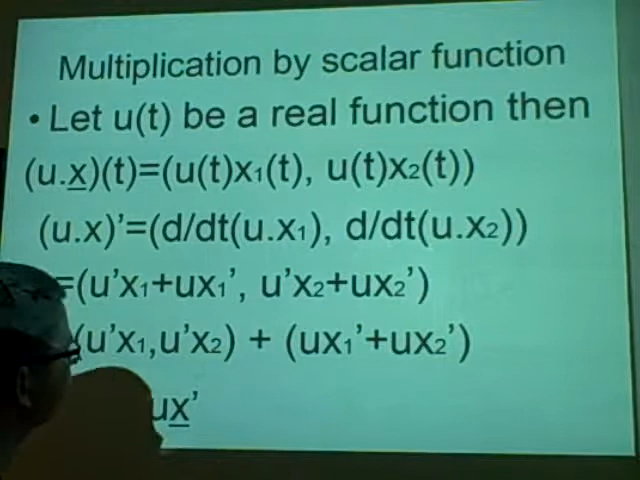 Multiplication by scalar function
• Let u(t) be a real function then
(u.x)(t)=(u(t)x₁(t), u(t)x₂(t))
(u.x)'=(d/dt(u.x₁), d/dt(u.x₂))
=(u'x₁+ux₁', u'x₂+ux₂')
(u'x₁,u'x₂) + (ux₁'+ux₂')
ux'